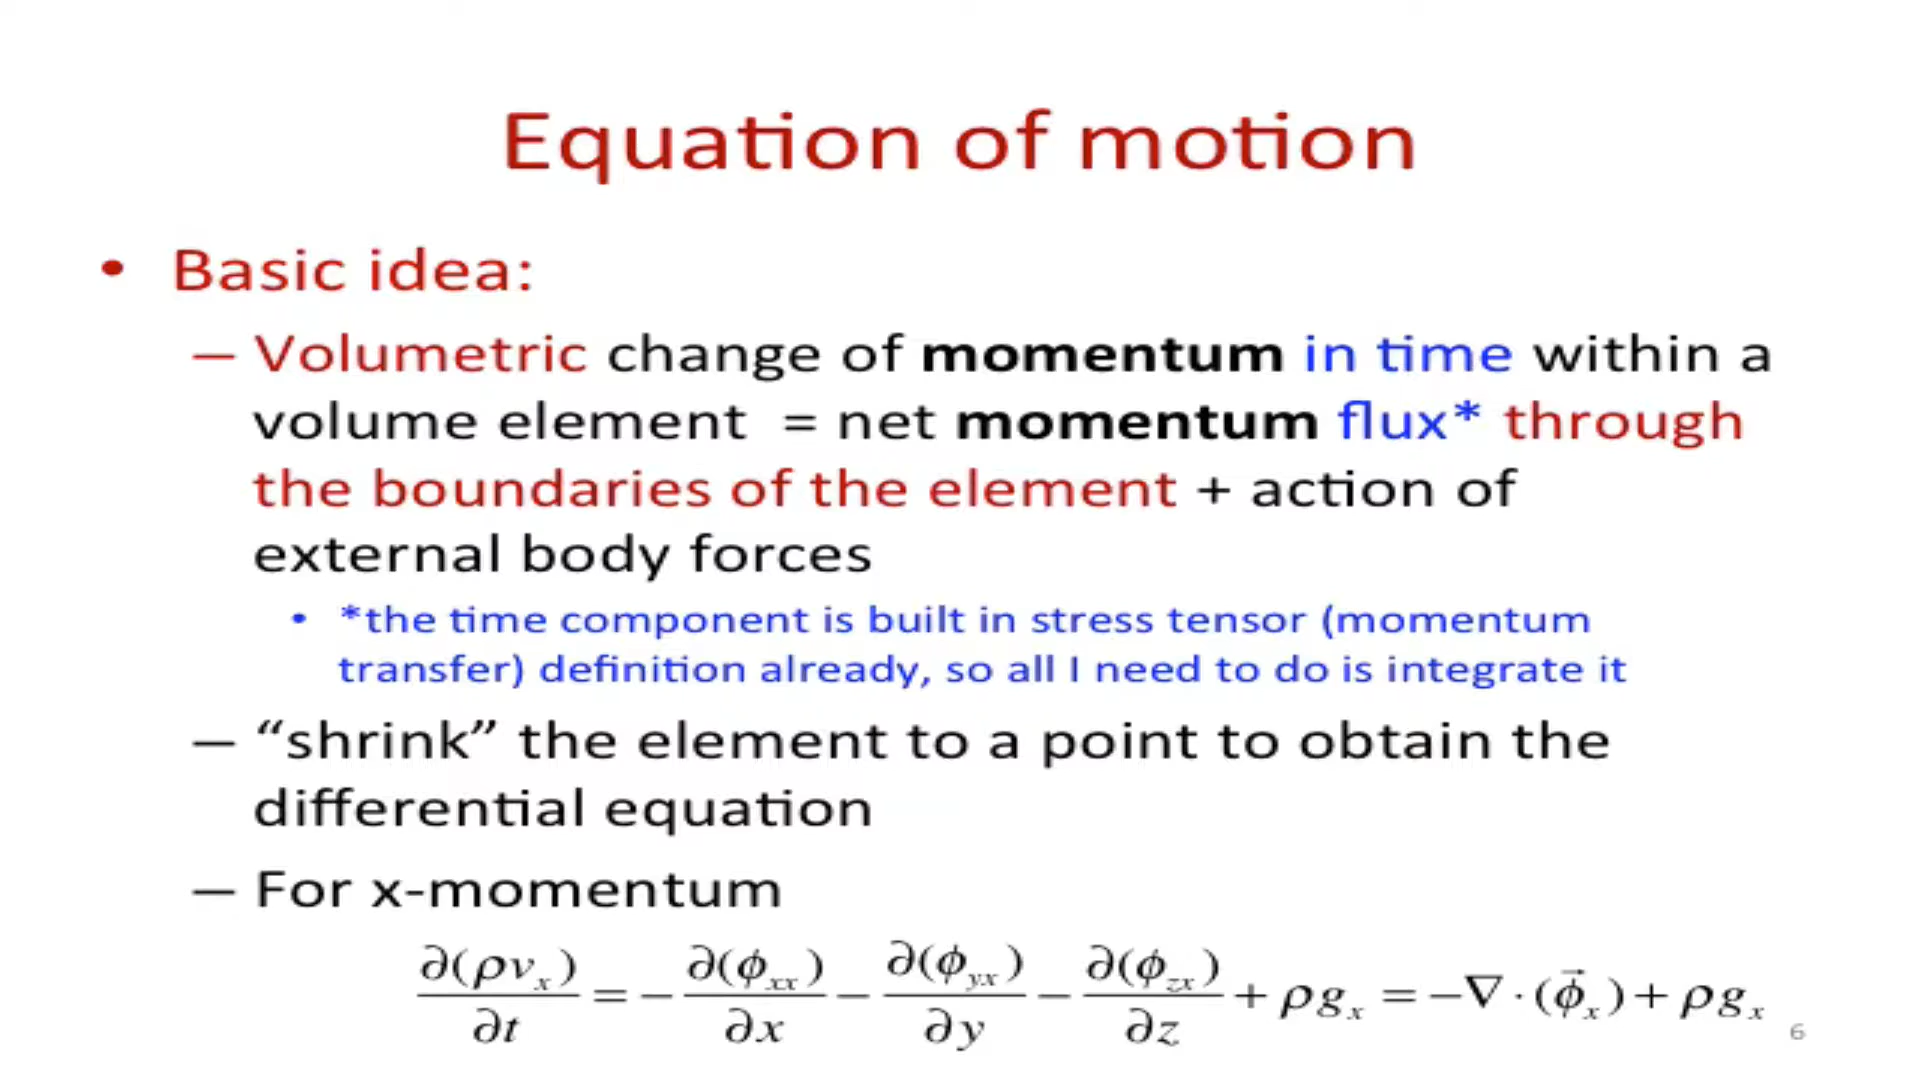 Equation of motion
• Basic idea:
– Volumetric change of momentum in time within a
volume element = net momentum flux* through
the boundaries of the element + action of
external body forces
• *the time component is built in stress tensor (momentum
transfer) definition already, so all I need to do is integrate it
– “shrink” the element to a point to obtain the
differential equation
– For x-momentum
∂(ρv_x)/∂t = −∂(ϕ_xx)/∂x − ∂(ϕ_yx)/∂y − ∂(ϕ_zx)/∂z + ρg_x = −∇·(ϕ⃗_x) + ρg_x
6